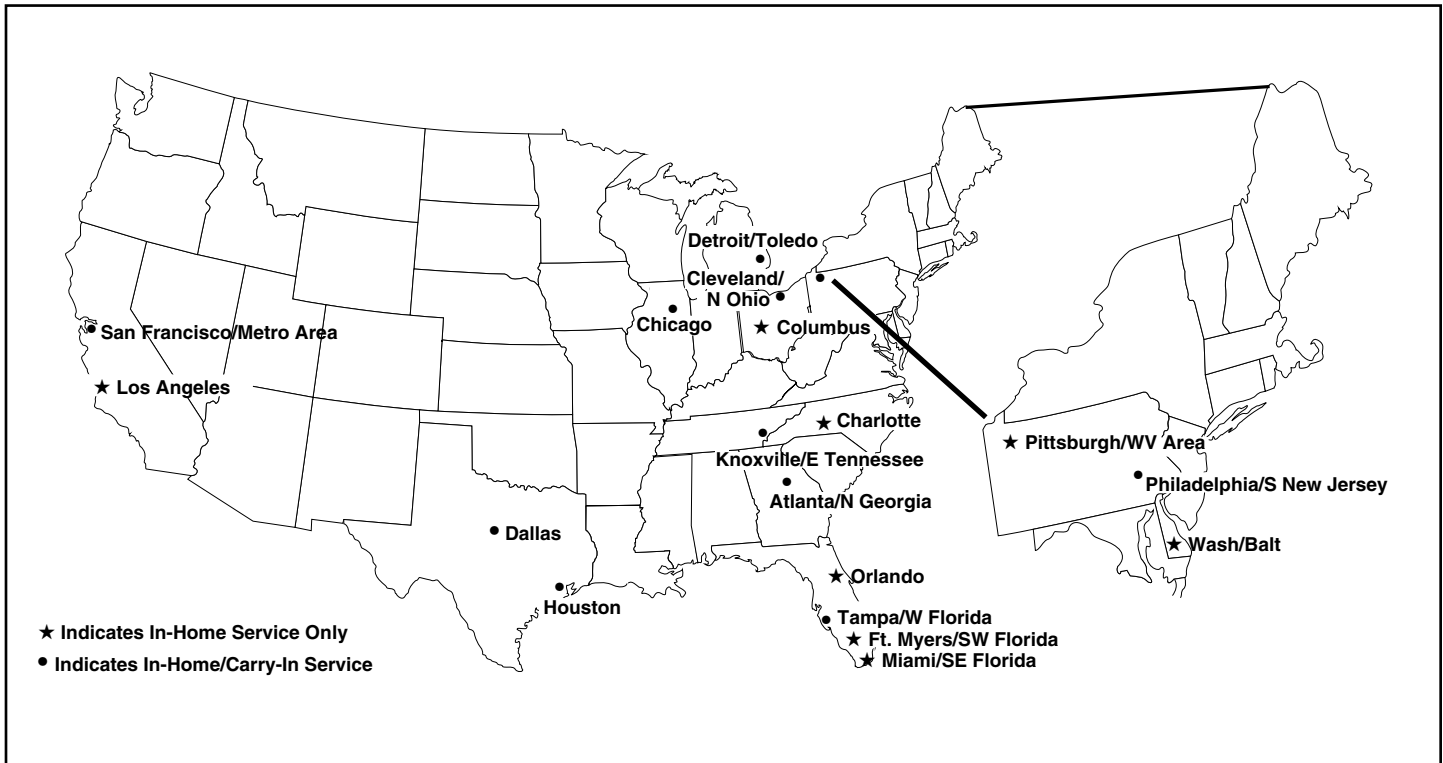 Detroit/Toledo
Cleveland/
N Ohio
Chicago
★ Columbus
San Francisco/Metro Area
★ Los Angeles
★ Charlotte
Knoxville/E Tennessee
Atlanta/N Georgia
Dallas
Houston
★ Orlando
Tampa/W Florida
★ Ft. Myers/SW Florida
★ Miami/SE Florida
★ Pittsburgh/WV Area
Philadelphia/S New Jersey
★ Wash/Balt
★ Indicates In-Home Service Only
• Indicates In-Home/Carry-In Service